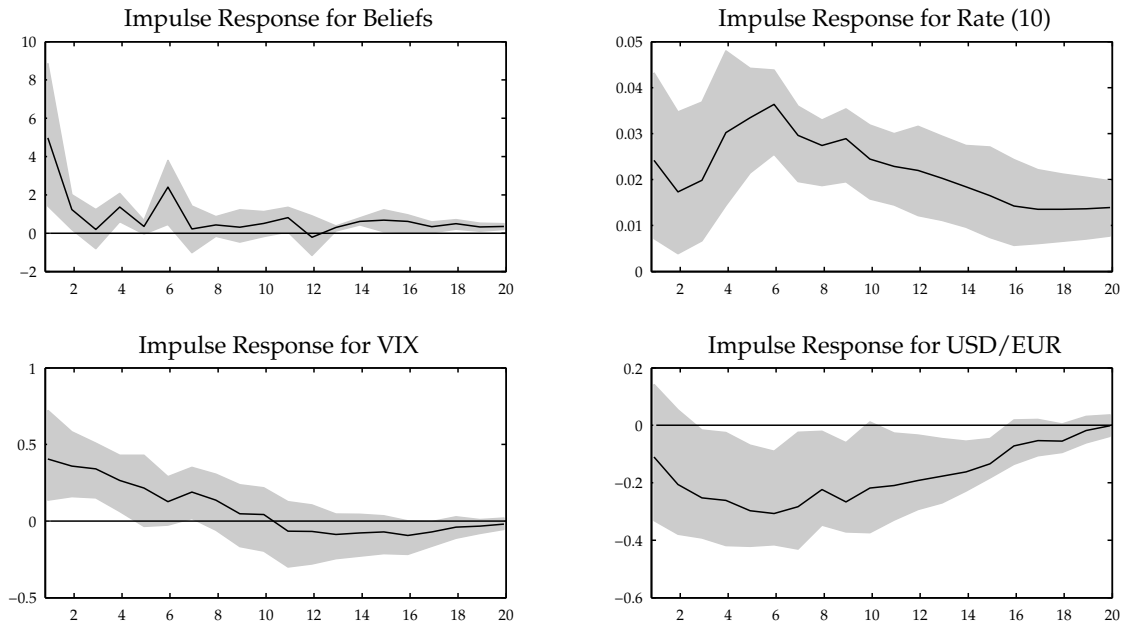 Impulse Response for Beliefs
10
8
6
4
2
0
−2
2 4 6 8 10 12 14 16 18 20
Impulse Response for Rate (10)
0.05
0.04
0.03
0.02
0.01
0
2 4 6 8 10 12 14 16 18 20
Impulse Response for VIX
1
0.5
0
−0.5
2 4 6 8 10 12 14 16 18 20
Impulse Response for USD/EUR
0.2
0
−0.2
−0.4
−0.6
2 4 6 8 10 12 14 16 18 20